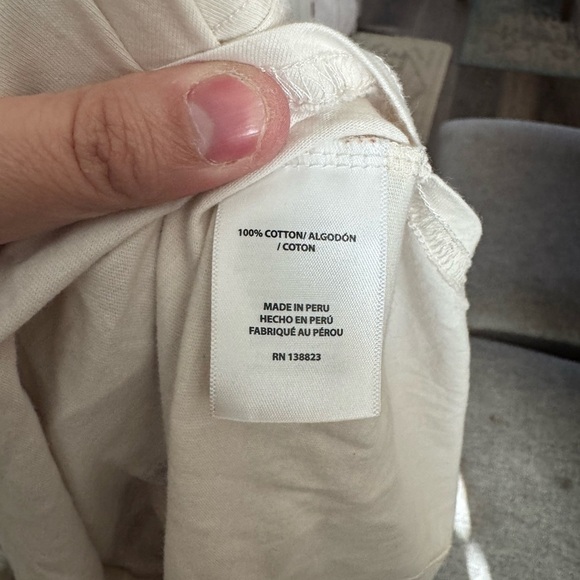 100% COTTON/ ALGODÓN
/ COTON
MADE IN PERU
HECHO EN PERÚ
FABRIQUÉ AU PÉROU
RN 138823